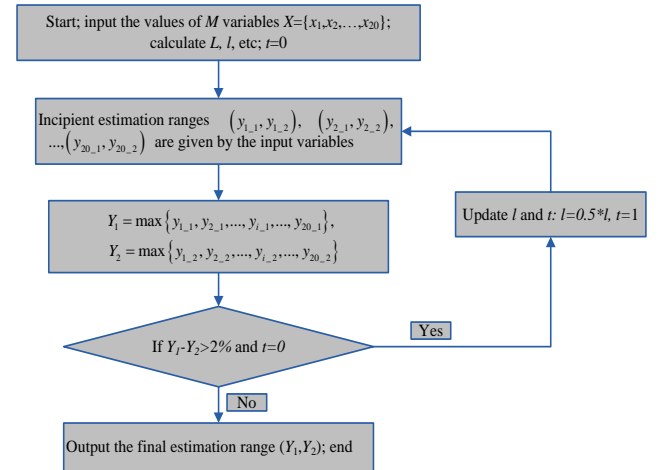 Start; input the values of M variables X={x₁,x₂,…,x₂₀};
calculate L, l, etc; t=0
Incipient estimation ranges (y₁_₁, y₁_₂), (y₂_₁, y₂_₂),
...,(y₂₀_₁, y₂₀_₂) are given by the input variables
Y₁ = max{y₁_₁, y₂_₁,..., yᵢ_₁,..., y₂₀_₁},
Y₂ = max{y₁_₂, y₂_₂,..., yᵢ_₂,..., y₂₀_₂}
Update l and t: l=0.5*l, t=1
If Y₁-Y₂>2% and t=0
Yes
No
Output the final estimation range (Y₁,Y₂); end